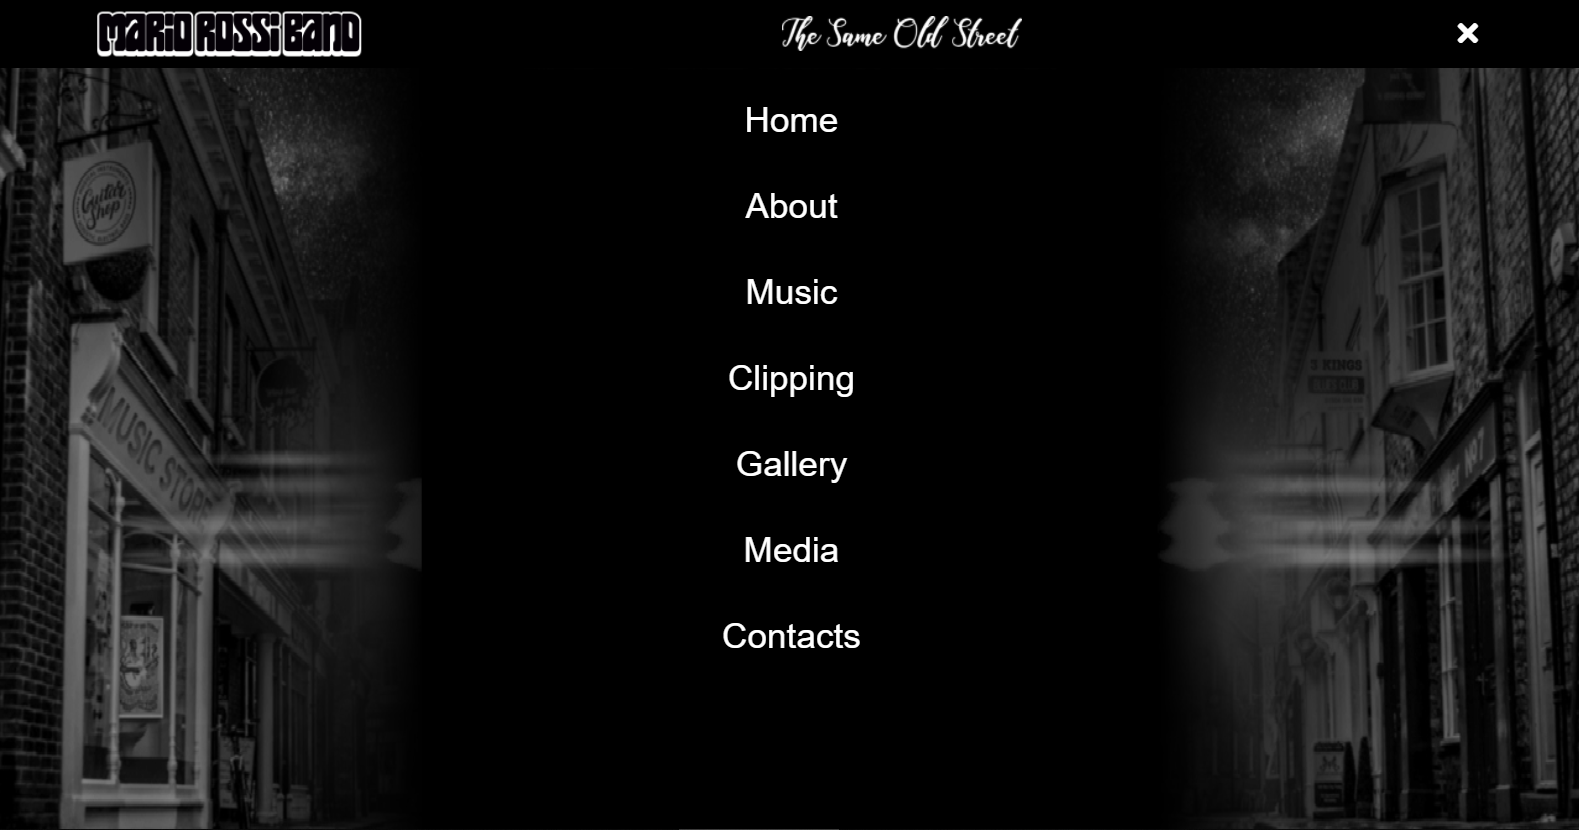 MARIO ROSSI BAND
The Same Old Street
Home
About
Music
Clipping
Gallery
Media
Contacts
Guitar
Shop
MUSIC STORE
3 KINGS
No7